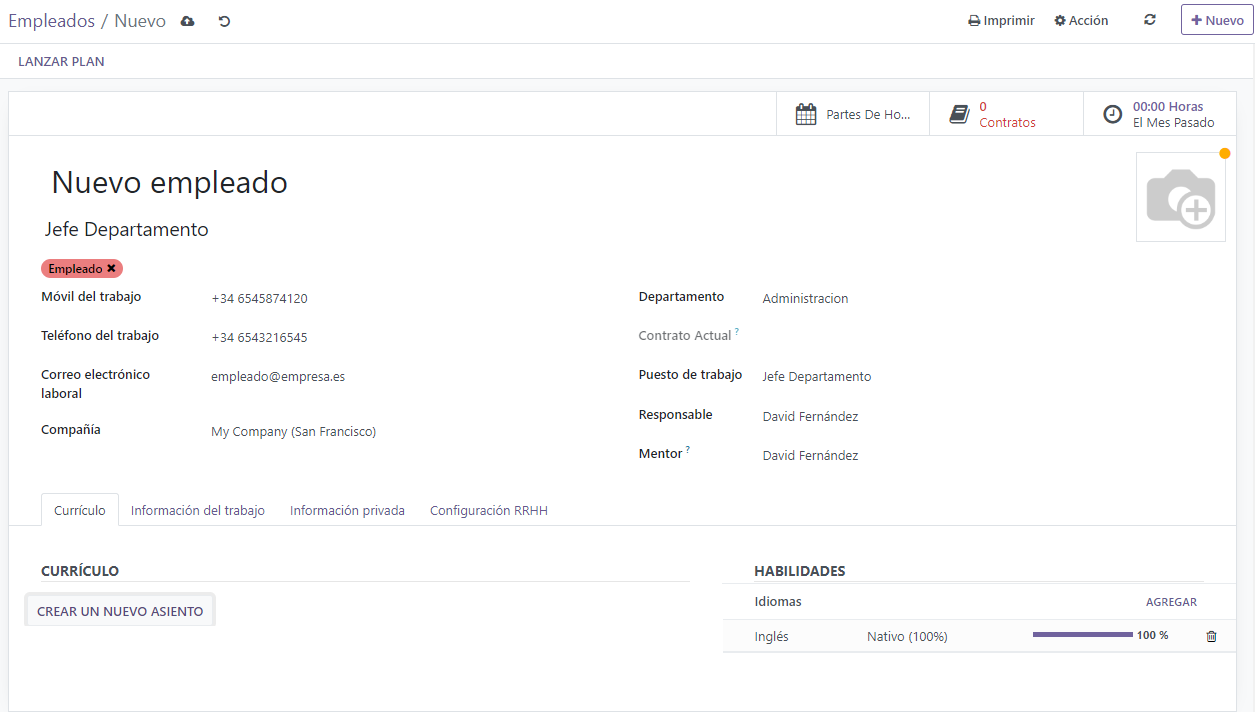 Empleados / Nuevo
Imprimir
Acción
+ Nuevo
LANZAR PLAN
Partes De Ho...
0
Contratos
00:00 Horas
El Mes Pasado
Nuevo empleado
Jefe Departamento
Empleado ×
Móvil del trabajo +34 6545874120
Teléfono del trabajo +34 6543216545
Correo electrónico
laboral
empleado@empresa.es
Compañía My Company (San Francisco)
Departamento Administracion
Contrato Actual ?
Puesto de trabajo Jefe Departamento
Responsable David Fernández
Mentor ? David Fernández
Currículo Información del trabajo Información privada Configuración RRHH
CURRÍCULO
CREAR UN NUEVO ASIENTO
HABILIDADES
Idiomas AGREGAR
Inglés Nativo (100%) 100 %